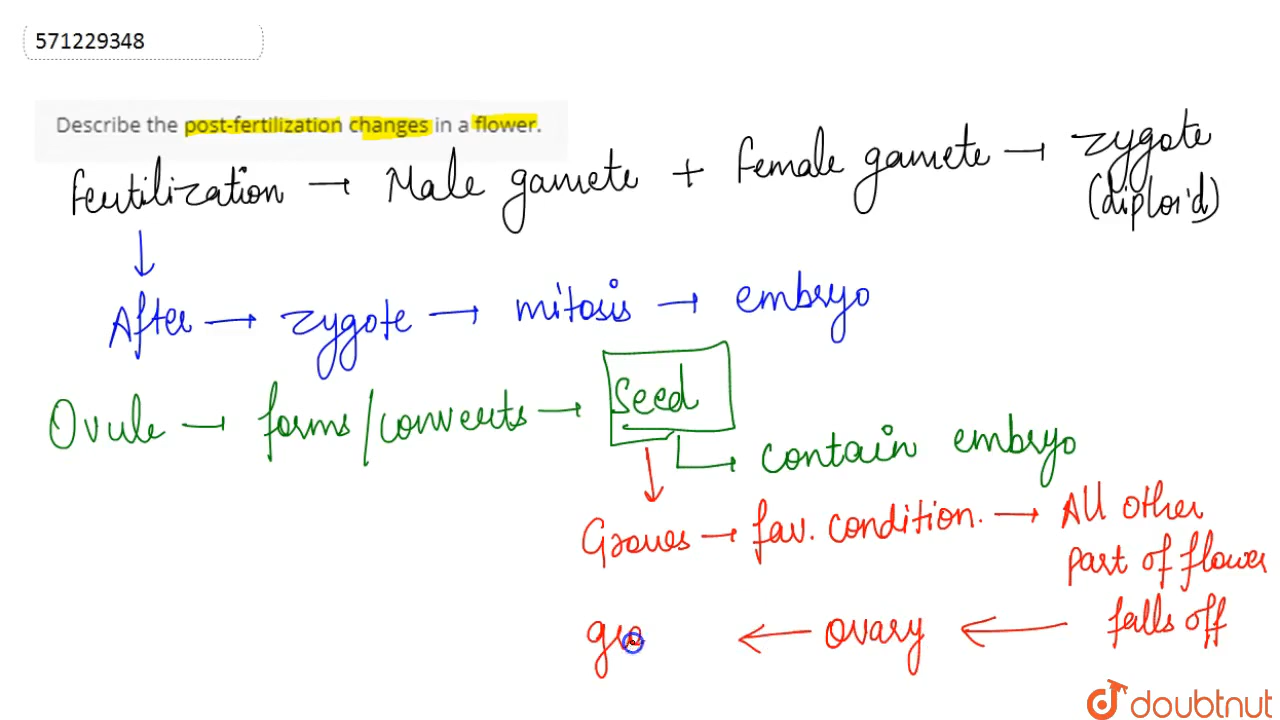 571229348
Describe the post-fertilization changes in a flower.
Fertilization → Male gamete + Female gamete → zygote
(diploid)
↓
After → zygote → mitosis → embryo
Ovule → forms/converts → Seed
contain embryo
Grows → fav. condition. → All other
part of flower
falls off
gro ← ovary ←
doubtnut